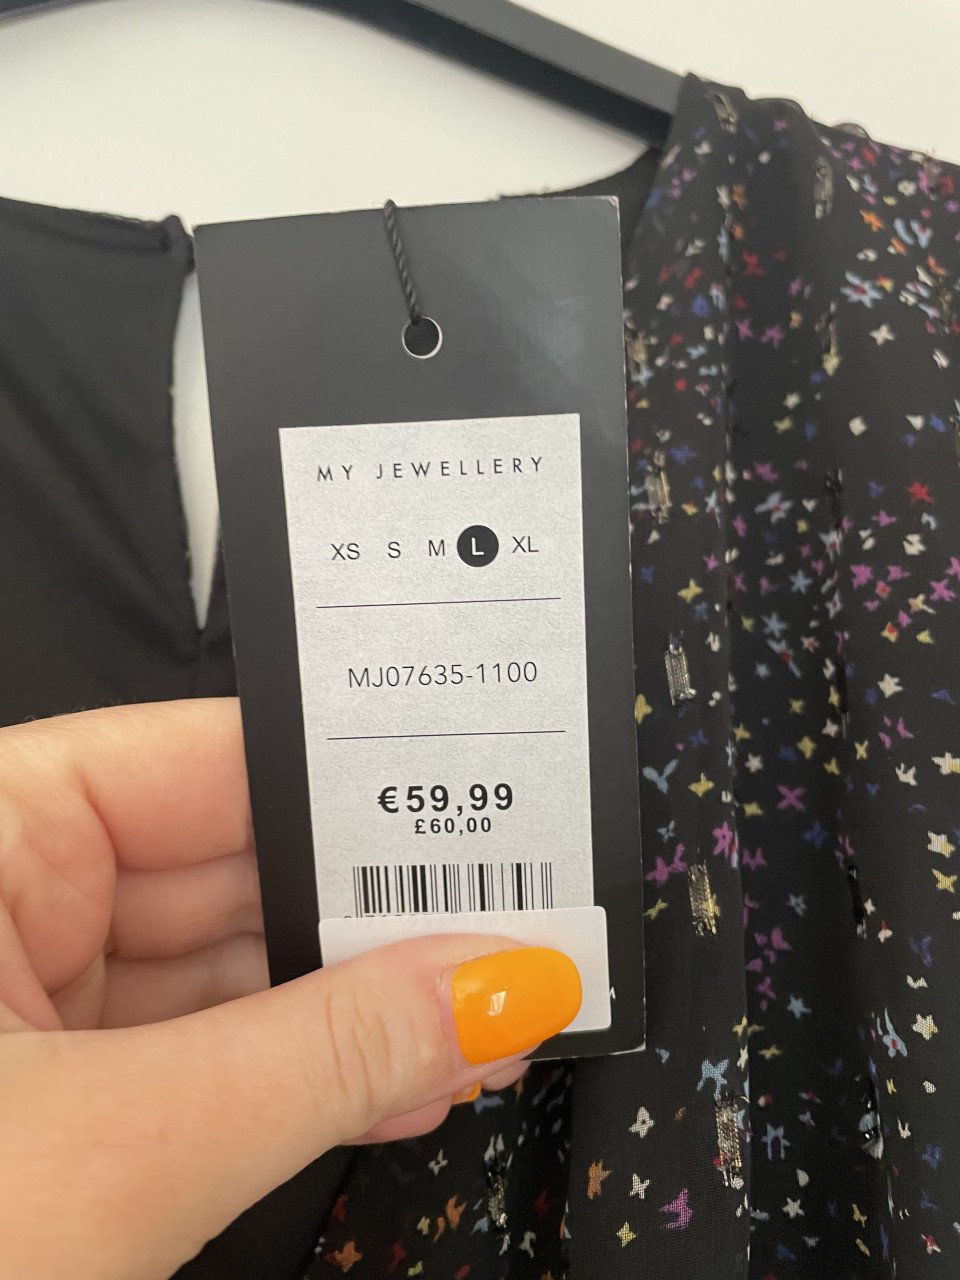 MY JEWELLERY
XS S M L XL
MJ07635-1100
€59,99
£60,00